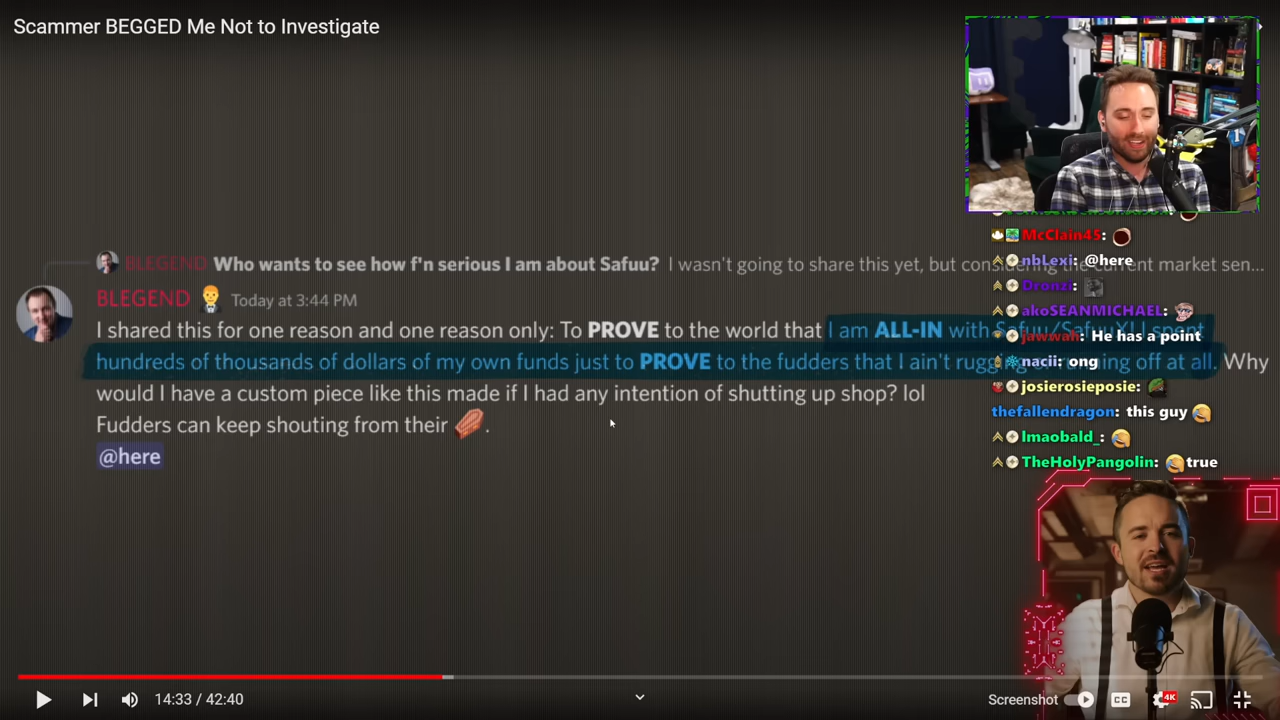 Scammer BEGGED Me Not to Investigate
BLEGEND Who wants to see how f'n serious I am about Safuu? I wasn't going to share this yet, but considering the current market sen...
BLEGEND Today at 3:44 PM
I shared this for one reason and one reason only: To PROVE to the world that I am ALL-IN with Safuu/SafuuX! I spent
hundreds of thousands of dollars of my own funds just to PROVE to the fudders that I ain't rugg ing off at all. Why
would I have a custom piece like this made if I had any intention of shutting up shop? lol
Fudders can keep shouting from their .
@here
McClain45:
nbLexi: @here
Dronzi:
akoSEANMICHAEL:
jawwah: He has a point
nacii: ong
josierosieposie:
thefallendragon: this guy
lmaobald_:
TheHolyPangolin: true
14:33 / 42:40
Screenshot
CC
4K